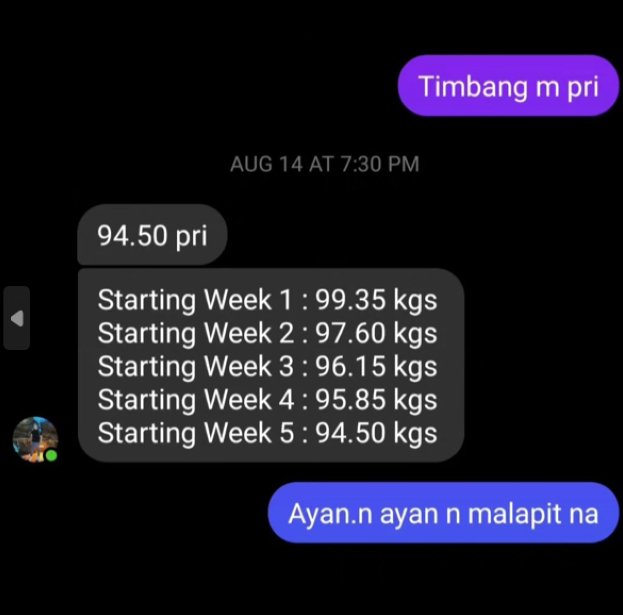 Timbang m pri
AUG 14 AT 7:30 PM
94.50 pri
Starting Week 1 : 99.35 kgs
Starting Week 2 : 97.60 kgs
Starting Week 3 : 96.15 kgs
Starting Week 4 : 95.85 kgs
Starting Week 5 : 94.50 kgs
Ayan.n ayan n malapit na